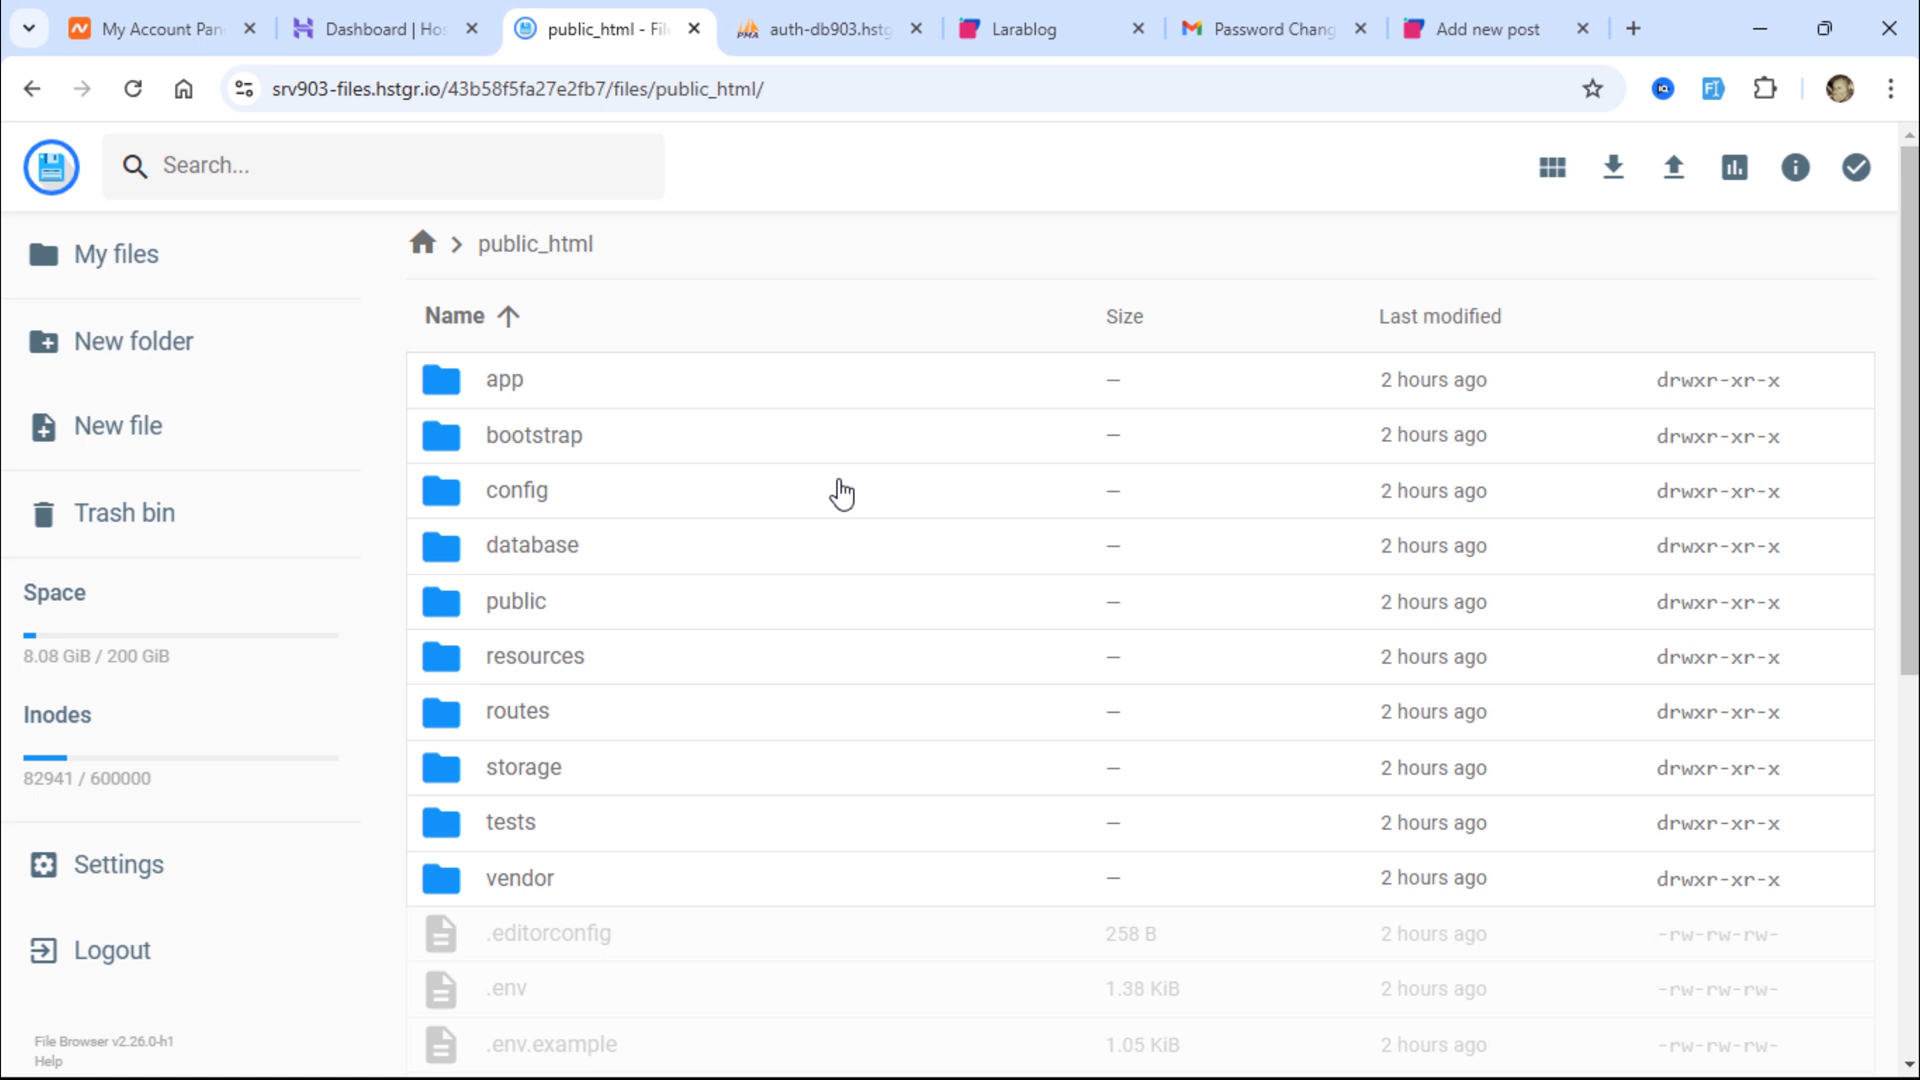 My Account Pan
Dashboard | Hos
public_html - Fil
auth-db903.hstg
Larablog
Password Chang
Add new post
srv903-files.hstgr.io/43b58f5fa27e2fb7/files/public_html/
Search...
My files
New folder
New file
Trash bin
Space
8.08 GiB / 200 GiB
Inodes
82941 / 600000
Settings
Logout
File Browser v2.26.0-h1
Help
public_html
Name Size Last modified
app — 2 hours ago drwxr-xr-x
bootstrap — 2 hours ago drwxr-xr-x
config — 2 hours ago drwxr-xr-x
database — 2 hours ago drwxr-xr-x
public — 2 hours ago drwxr-xr-x
resources — 2 hours ago drwxr-xr-x
routes — 2 hours ago drwxr-xr-x
storage — 2 hours ago drwxr-xr-x
tests — 2 hours ago drwxr-xr-x
vendor — 2 hours ago drwxr-xr-x
.editorconfig 258 B 2 hours ago -rw-rw-rw-
.env 1.38 KiB 2 hours ago -rw-rw-rw-
.env.example 1.05 KiB 2 hours ago -rw-rw-rw-